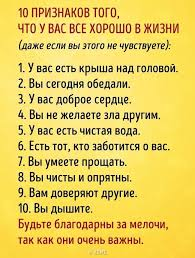 10 ПРИЗНАКОВ ТОГО,
ЧТО У ВАС ВСЕ ХОРОШО В ЖИЗНИ
(даже если вы этого не чувствуете):
1. У вас есть крыша над головой.
2. Вы сегодня обедали.
3. У вас доброе сердце.
4. Вы не желаете зла другим.
5. У вас есть чистая вода.
6. Есть тот, кто заботится о вас.
7. Вы умеете прощать.
8. Вы чисты и опрятны.
9. Вам доверяют другие.
10. Вы дышите.
Будьте благодарны за мелочи,
так как они очень важны.